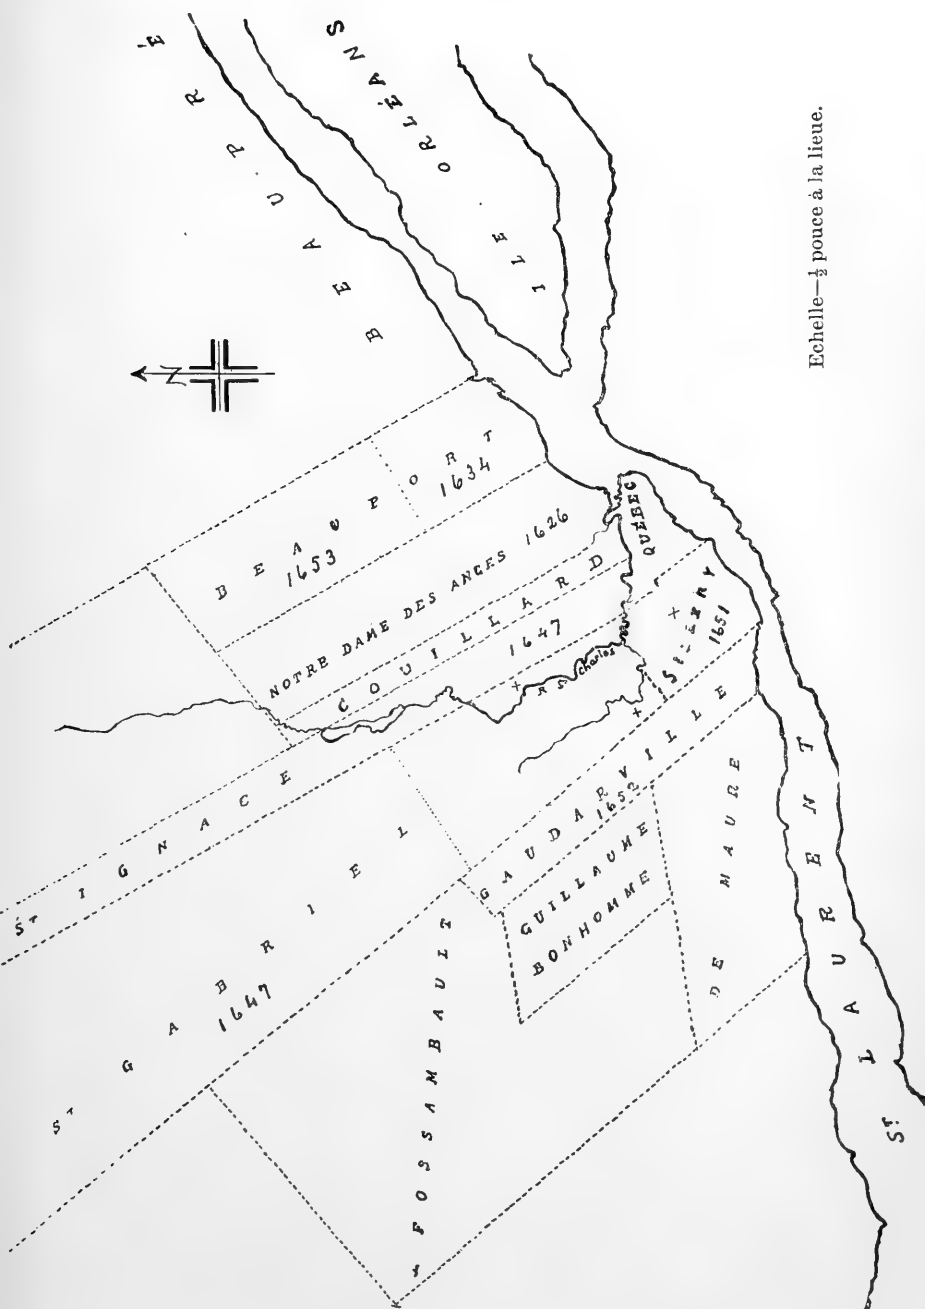 BEAUPRÉ
ILE ORLÉANS
N
BEAUPORT
1634
1653
NOTRE DAME DES ANGES 1626
COUILLARD
1647
QUÉBEC
R St. Charles
SILLERY
1651
GAUDARVILLE
1652
GUILLAUME
BONHOMME
DE MAURE
FOSSAMBAULT
ST IGNACE
ST GABRIEL
1647
ST LAURENT
Echelle—½ pouce à la lieue.